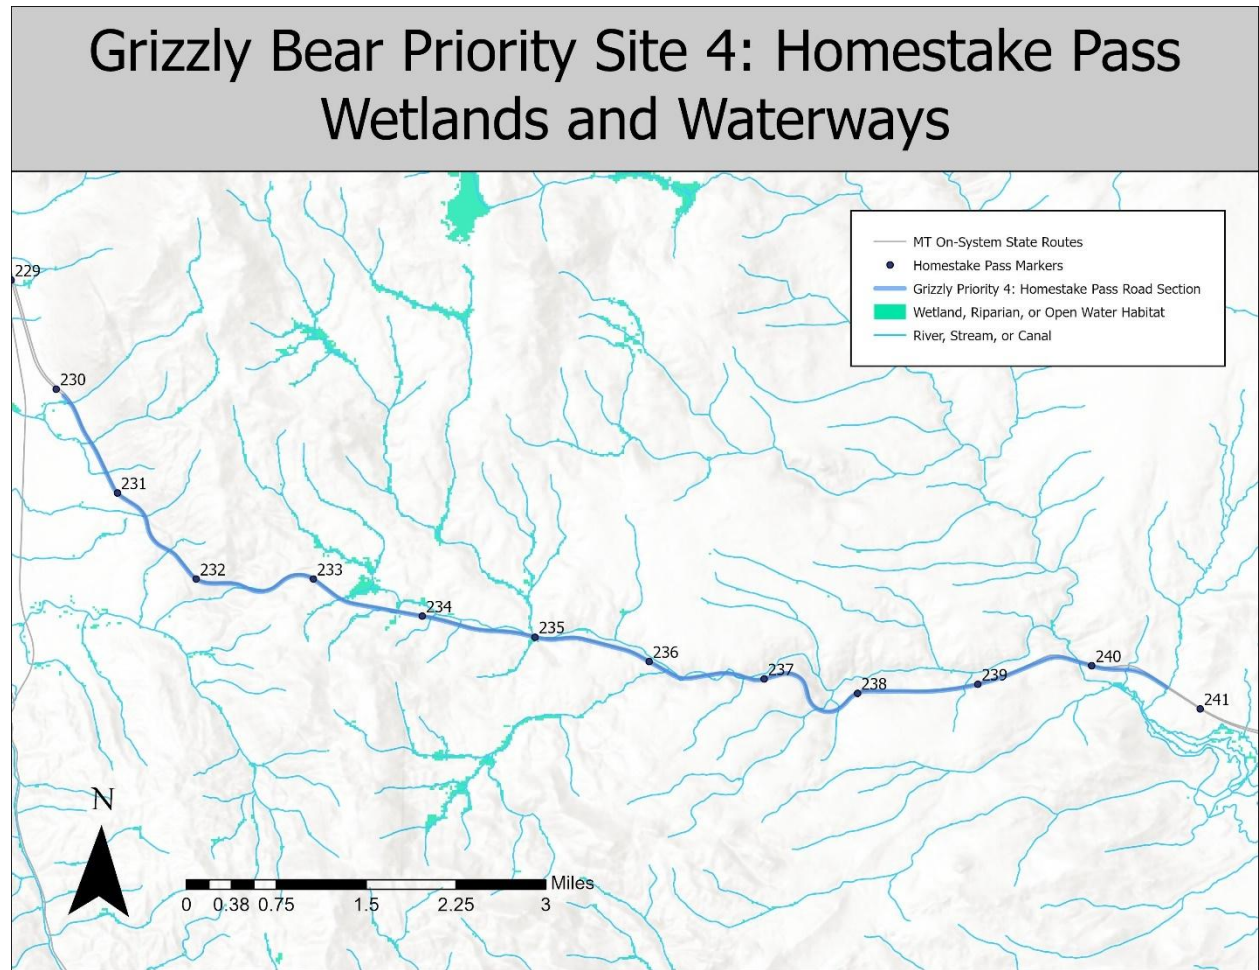 Grizzly Bear Priority Site 4: Homestake Pass
Wetlands and Waterways
MT On-System State Routes
Homestake Pass Markers
Grizzly Priority 4: Homestake Pass Road Section
Wetland, Riparian, or Open Water Habitat
River, Stream, or Canal
229
230
231
232
233
234
235
236
237
238
239
240
241
N
Miles
0 0.38 0.75 1.5 2.25 3